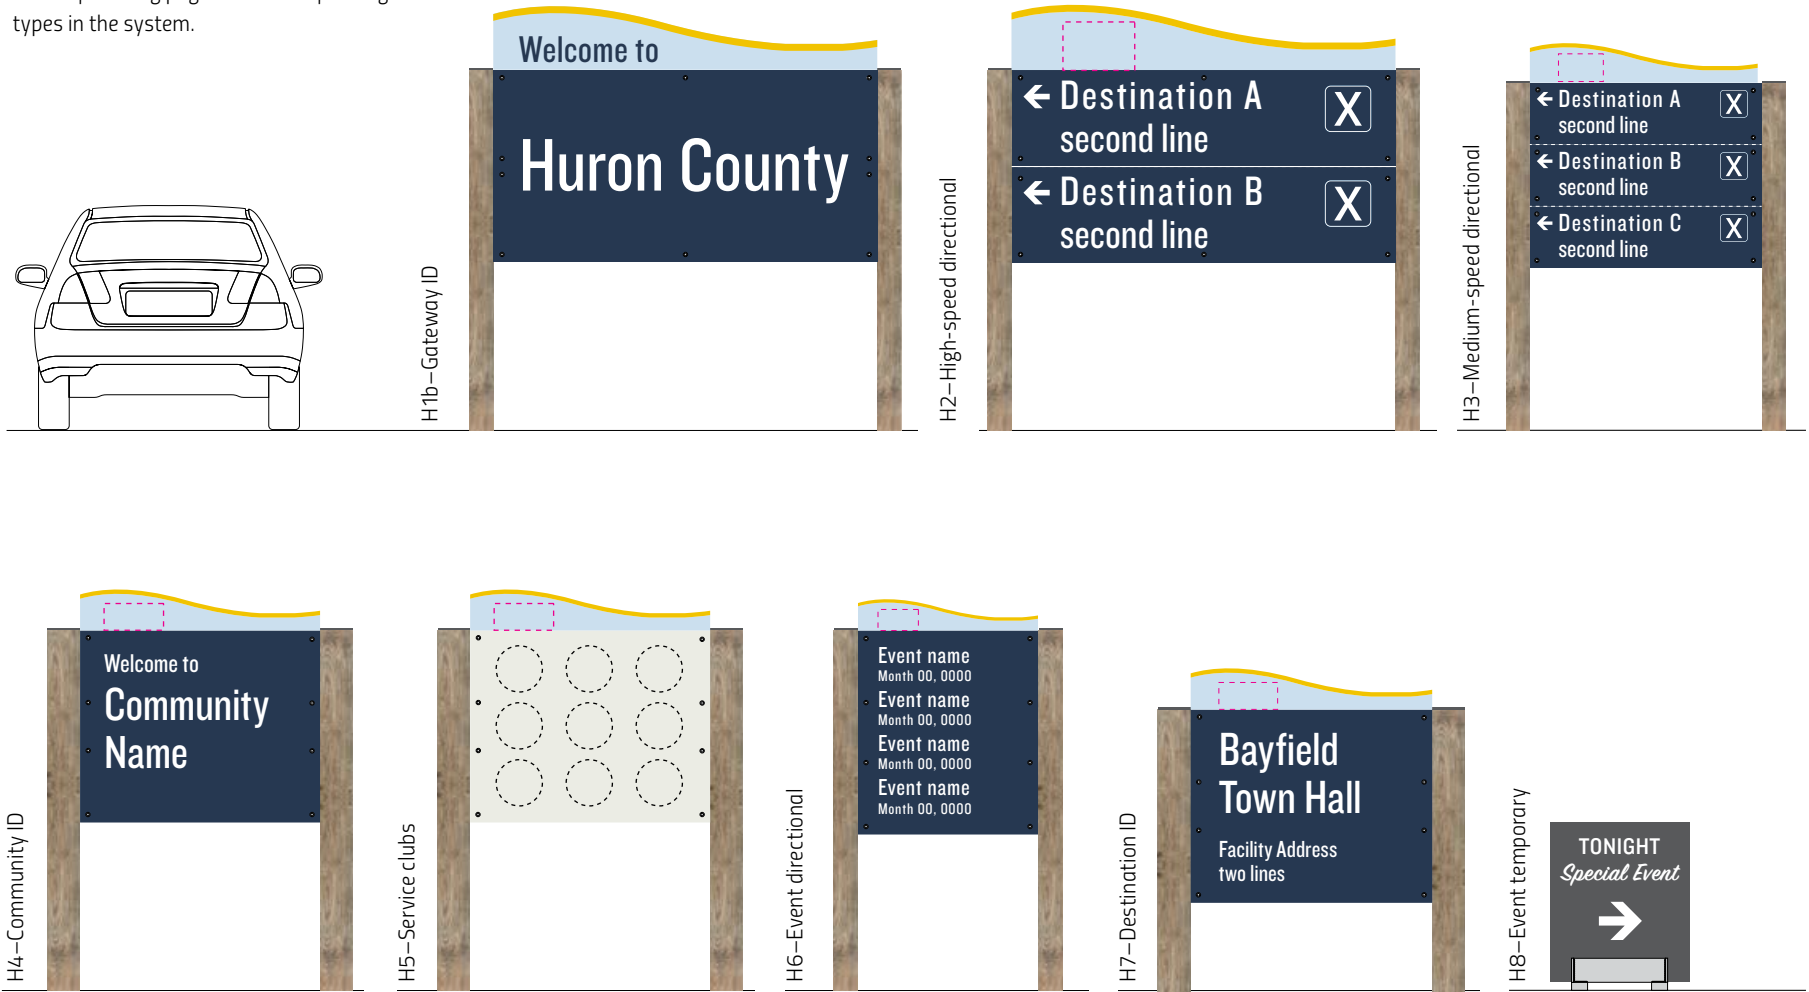 types in the system.
H1b–Gateway ID
Welcome to
Huron County
H2–High-speed directional
← Destination A
second line
X
← Destination B
second line
X
H3–Medium-speed directional
← Destination A
second line
X
← Destination B
second line
X
← Destination C
second line
X
H4–Community ID
Welcome to
Community
Name
H5–Service clubs
H6–Event directional
Event name
Month 00, 0000
Event name
Month 00, 0000
Event name
Month 00, 0000
Event name
Month 00, 0000
H7–Destination ID
Bayfield
Town Hall
Facility Address
two lines
H8–Event temporary
TONIGHT
Special Event
→